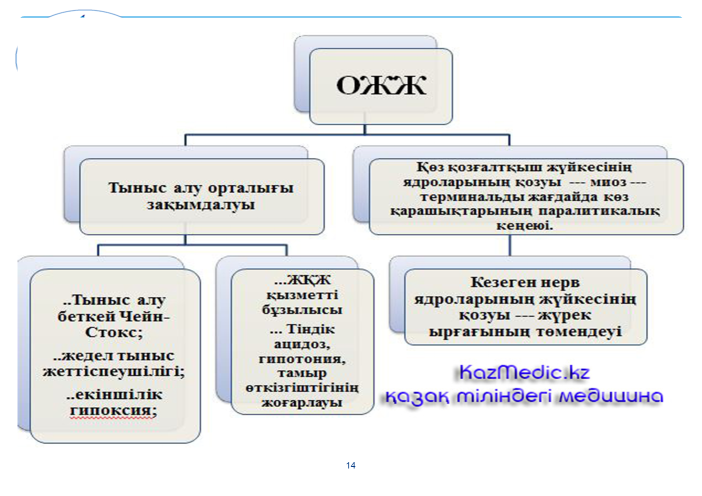 ОЖЖ
Тыныс алу орталығы
зақымдалуы
Көз қозғалтқыш жүйкесінің
ядроларының қозуы --- миоз ---
терминальды жағдайда көз
қарашықтарының паралитикалық
кеңеюі.
..Тыныс алу
беткей Чейн-
Стокс;
..жедел тыныс
жеттіспеушілігі;
..екіншілік
гипоксия;
...ЖҚЖ
қызметті
бұзылысы
... Тіндік
ацидоз,
гипотония,
тамыр
өткізгіштігінің
жоғарлауы
Кезеген нерв
ядроларының жүйкесінің
қозуы --- жүрек
ырғағының төмендеуі
KazMedic.kz
қазақ тіліндегі медицина
14